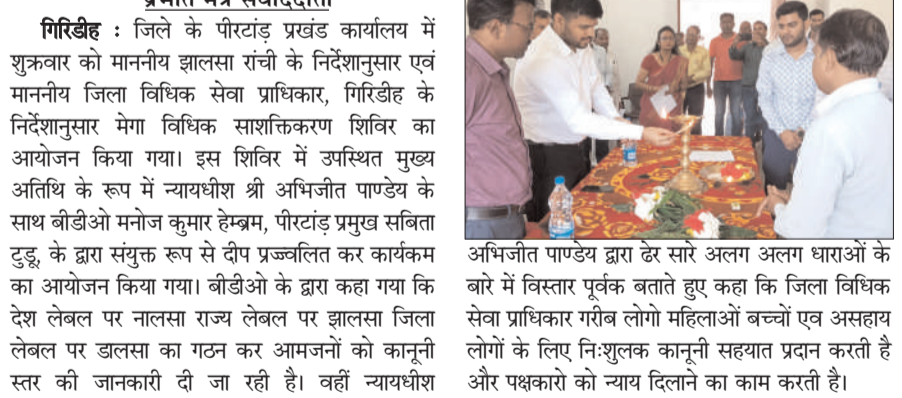 प्रभात मंत्र संवाददाता
गिरिडीह : जिले के पीरटांड़ प्रखंड कार्यालय में
शुक्रवार को माननीय झालसा रांची के निर्देशानुसार एवं
माननीय जिला विधिक सेवा प्राधिकार, गिरिडीह के
निर्देशानुसार मेगा विधिक साशक्तिकरण शिविर का
आयोजन किया गया। इस शिविर में उपस्थित मुख्य
अतिथि के रूप में न्यायधीश श्री अभिजीत पाण्डेय के
साथ बीडीओ मनोज कुमार हेम्ब्रम, पीरटांड़ प्रमुख सबिता
टुडू, के द्वारा संयुक्त रूप से दीप प्रज्ज्वलित कर कार्यकम
का आयोजन किया गया। बीडीओ के द्वारा कहा गया कि
देश लेबल पर नालसा राज्य लेबल पर झालसा जिला
लेबल पर डालसा का गठन कर आमजनों को कानूनी
स्तर की जानकारी दी जा रही है। वहीं न्यायधीश
अभिजीत पाण्डेय द्वारा ढेर सारे अलग अलग धाराओं के
बारे में विस्तार पूर्वक बताते हुए कहा कि जिला विधिक
सेवा प्राधिकार गरीब लोगो महिलाओं बच्चों एव असहाय
लोगों के लिए निःशुलक कानूनी सहयात प्रदान करती है
और पक्षकारो को न्याय दिलाने का काम करती है।